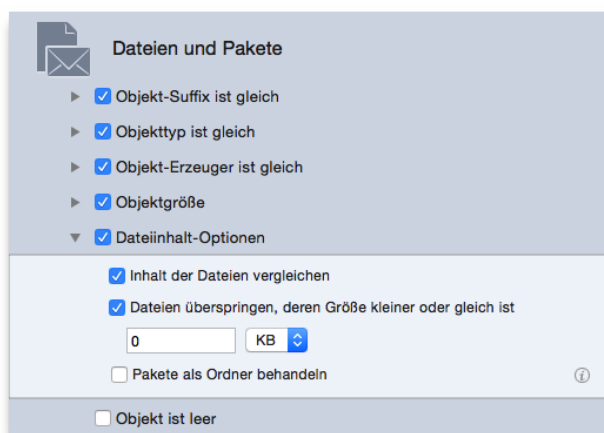 Dateien und Pakete
Objekt-Suffix ist gleich
Objekttyp ist gleich
Objekt-Erzeuger ist gleich
Objektgröße
Dateiinhalt-Optionen
Inhalt der Dateien vergleichen
Dateien überspringen, deren Größe kleiner oder gleich ist
0 KB
Pakete als Ordner behandeln
Objekt ist leer